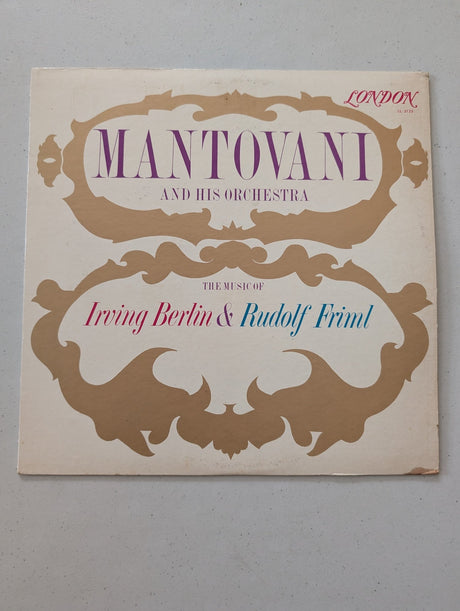 LONDON
MANTOVANI
AND HIS ORCHESTRA
THE MUSIC OF
Irving Berlin & Rudolf Friml